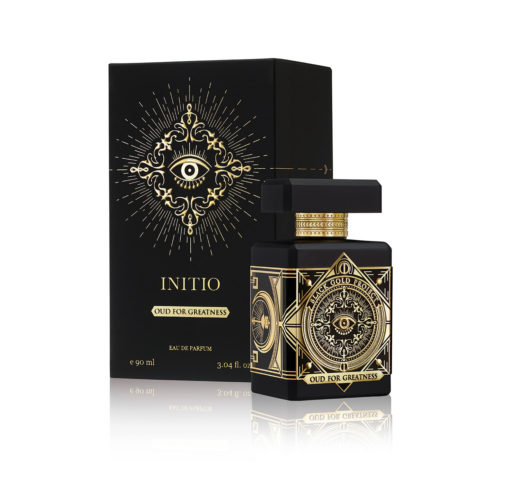 INITIO
OUD FOR GREATNESS
EAU DE PARFUM
e 90 ml 3.04 fl. oz
BLACK GOLD PROJECT
OUD FOR GREATNESS